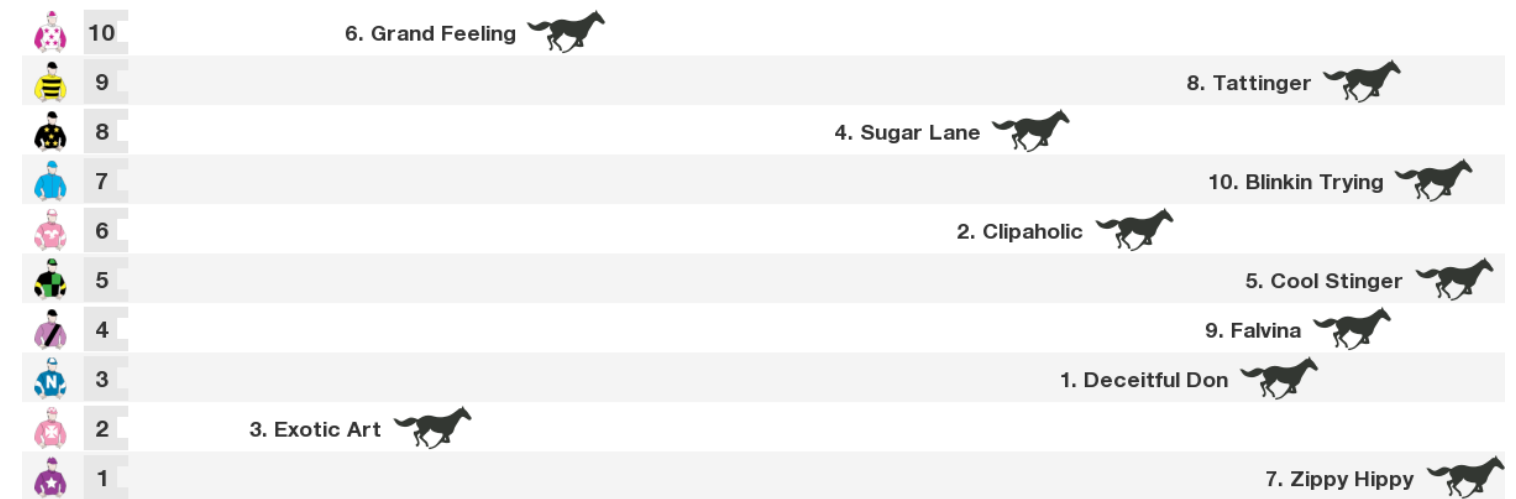 10 6. Grand Feeling
9 8. Tattinger
8 4. Sugar Lane
7 10. Blinkin Trying
6 2. Clipaholic
5 5. Cool Stinger
4 9. Falvina
N 3 1. Deceitful Don
2 3. Exotic Art
1 7. Zippy Hippy